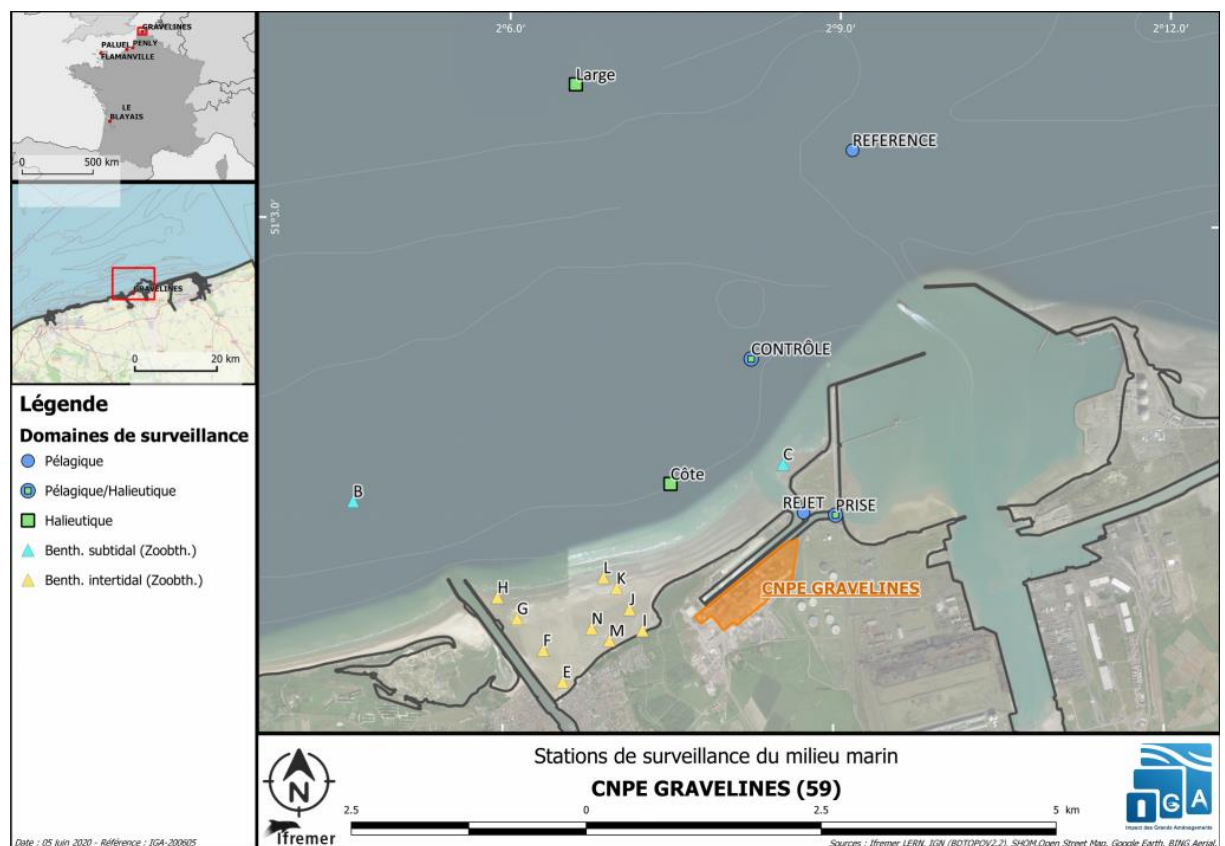 GRAVELINES
PALUEL
PENLY
FLAMANVILLE
LE
BLAYAIS
0 500 km
GRAVELINES
0 20 km
Légende
Domaines de surveillance
Pélagique
Pélagique/Halieutique
Halieutique
Benth. subtidal (Zoobth.)
Benth. intertidal (Zoobth.)
Date : 05 Juin 2020 - Référence : IGA-200605
2°6.0'
2°9.0'
2°12.0'
51°3.0'
Large
REFERENCE
CONTRÔLE
C
Côte
B
REJET
PRISE
CNPE GRAVELINES
L
K
H
J
G
N
I
M
F
E
Stations de surveillance du milieu marin
CNPE GRAVELINES (59)
N
2.5 0 2.5 5 km
Ifremer
IGA
Impact des Grands Aménagements
Sources : Ifremer LERN, IGN (BDTOPOV2.2), SHOM,Open Street Map, Google Earth, BING Aerial.